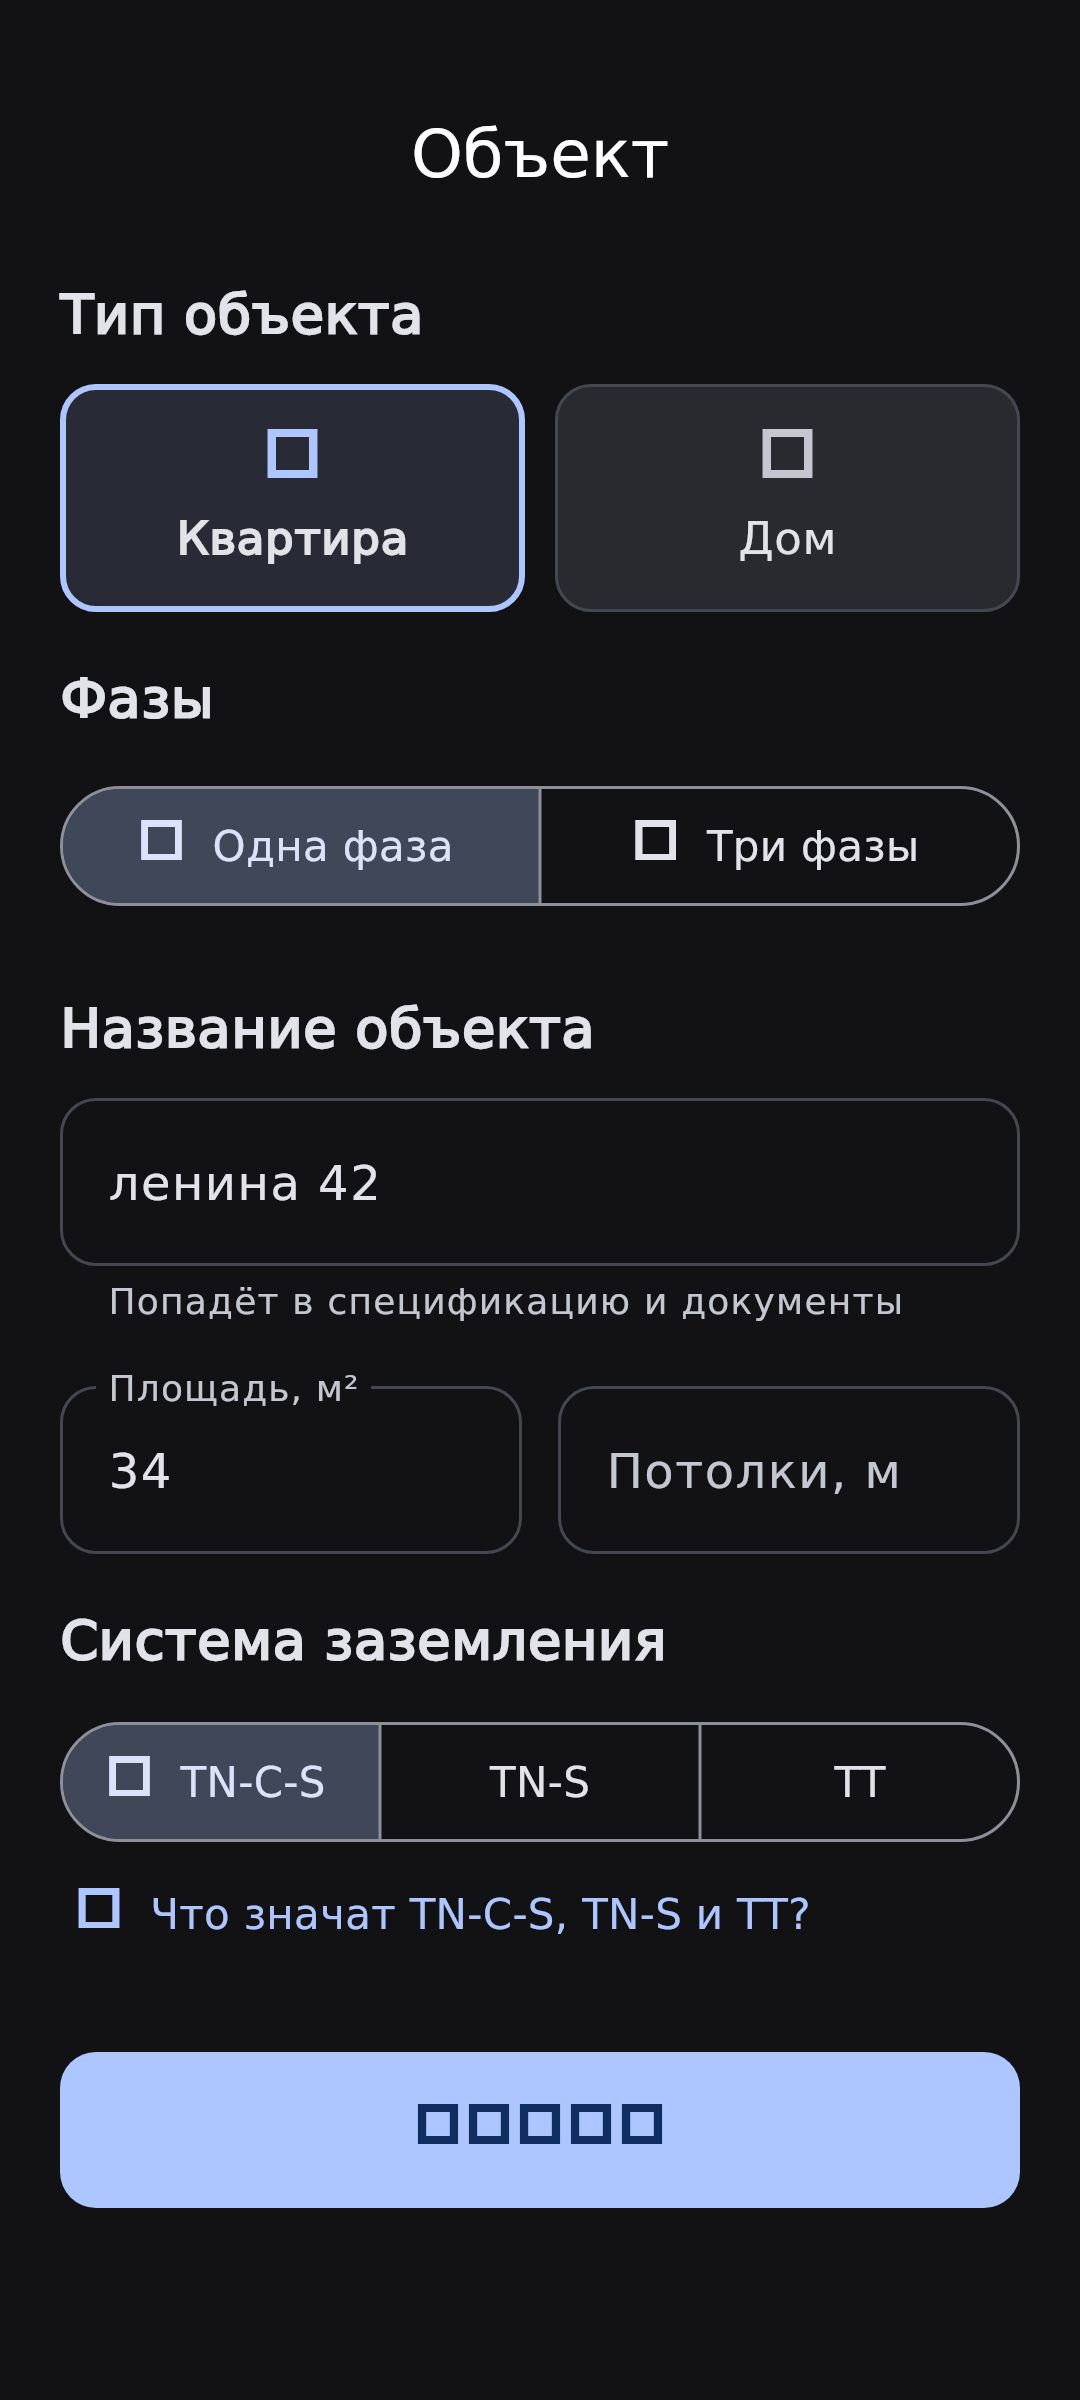 Объект
Тип объекта
Квартира
Дом
Фазы
Одна фаза
Три фазы
Название объекта
ленина 42
Попадёт в спецификацию и документы
Площадь, м²
34
Потолки, м
Система заземления
TN-C-S
TN-S
TT
Что значат TN-C-S, TN-S и TT?